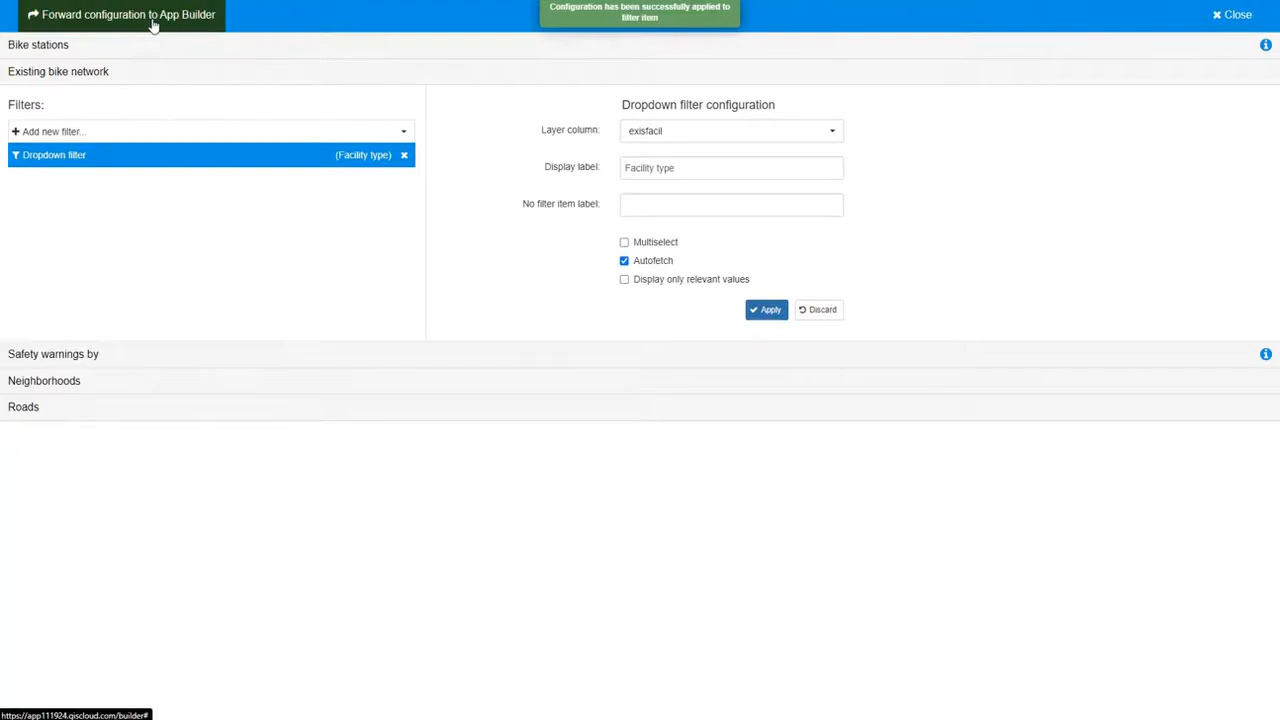 Forward configuration to App Builder
Configuration has been successfully applied to
filter item
Close
Bike stations
Existing bike network
Filters:
Add new filter...
Dropdown filter (Facility type)
Dropdown filter configuration
Layer column: exisfacil
Display label: Facility type
No filter item label:
Multiselect
Autofetch
Display only relevant values
Apply Discard
Safety warnings by
Neighborhoods
Roads
https://app111924.giscloud.com/builder#